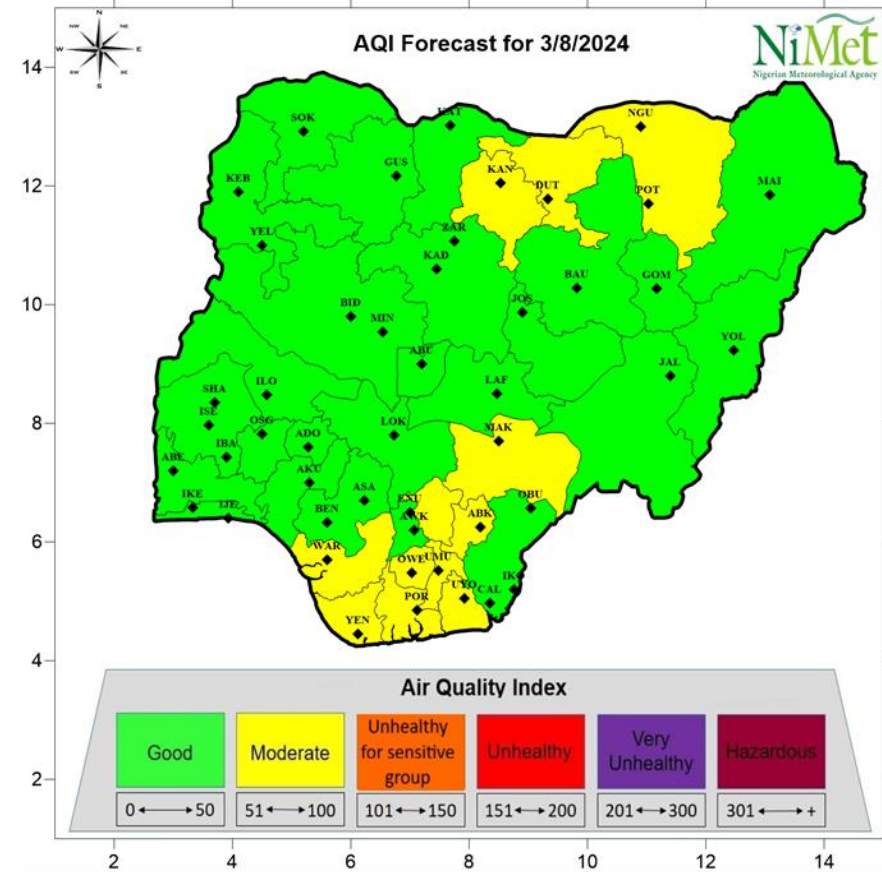 N
NW
NE
W
E
SW
SE
S
AQI Forecast for 3/8/2024
NiMet
Nigerian Meteorological Agency
14
12
10
8
6
4
2
KAT
NGU
SOK
GUS
KAN
KEB
DUT
POT
MAI
YEL
ZAR
KAD
BAU
GOM
BID
MIN
JOS
YOL
ABU
JAL
LAF
ILO
SHA
ISE
OSG
ADO
LOK
MAK
IBA
ABE
AKU
ASA
IKE
BEN
ENU
AWK
ABK
OBU
WAR
OWE
UMU
UYO
CAL
POR
YEN
Air Quality Index
Good
Moderate
Unhealthy
for sensitive
group
Unhealthy
Very
Unhealthy
Hazardous
0 ↔ 50
51 ↔ 100
101 ↔ 150
151 ↔ 200
201 ↔ 300
301 ↔ +
2
4
6
8
10
12
14